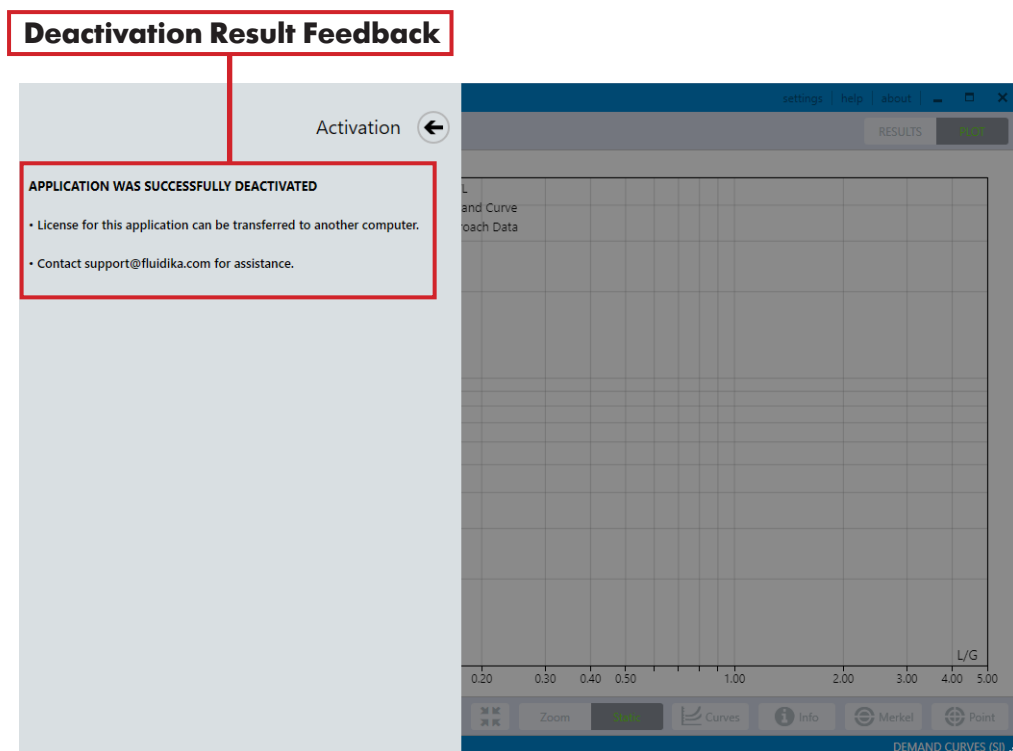 Deactivation Result Feedback
settings help about
Activation
RESULTS PLOT
APPLICATION WAS SUCCESSFULLY DEACTIVATED
• License for this application can be transferred to another computer.
• Contact support@fluidika.com for assistance.
L
and Curve
oach Data
L/G
0.20 0.30 0.40 0.50 1.00 2.00 3.00 4.00 5.00
Zoom Static Curves Info Merkel Point
DEMAND CURVES (SI)